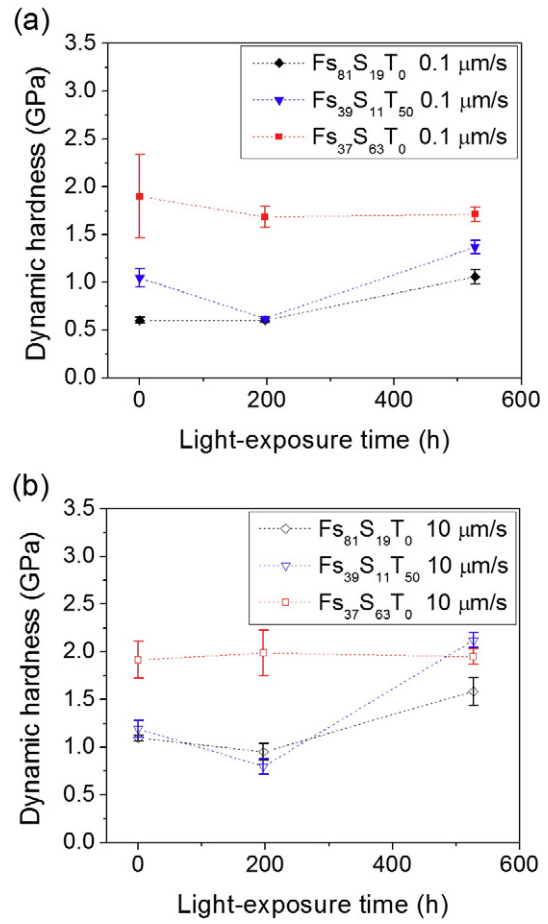 (a)
3.5
3.0
2.5
2.0
1.5
1.0
0.5
0.0
Dynamic hardness (GPa)
Fs₈₁S₁₉T₀ 0.1 μm/s
Fs₃₉S₁₁T₅₀ 0.1 μm/s
Fs₃₇S₆₃T₀ 0.1 μm/s
0 200 400 600
Light-exposure time (h)
(b)
3.5
3.0
2.5
2.0
1.5
1.0
0.5
0.0
Dynamic hardness (GPa)
Fs₈₁S₁₉T₀ 10 μm/s
Fs₃₉S₁₁T₅₀ 10 μm/s
Fs₃₇S₆₃T₀ 10 μm/s
0 200 400 600
Light-exposure time (h)